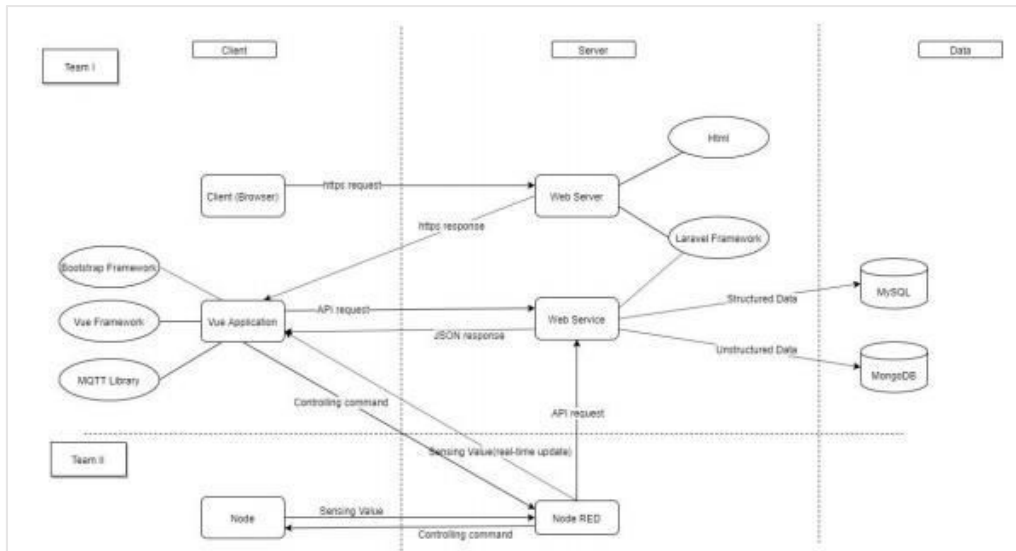 Client
Server
Data
Team I
Html
https request
Client (Browser)
Web Server
https response
Laravel Framework
Bootstrap Framework
Structured Data
MySQL
API request
Vue Framework
Vue Application
Web Service
JSON response
Unstructured Data
MQTT Library
MongoDB
Controlling command
API request
Sensing Value(real-time update)
Team II
Sensing Value
Node
Node RED
Controlling command